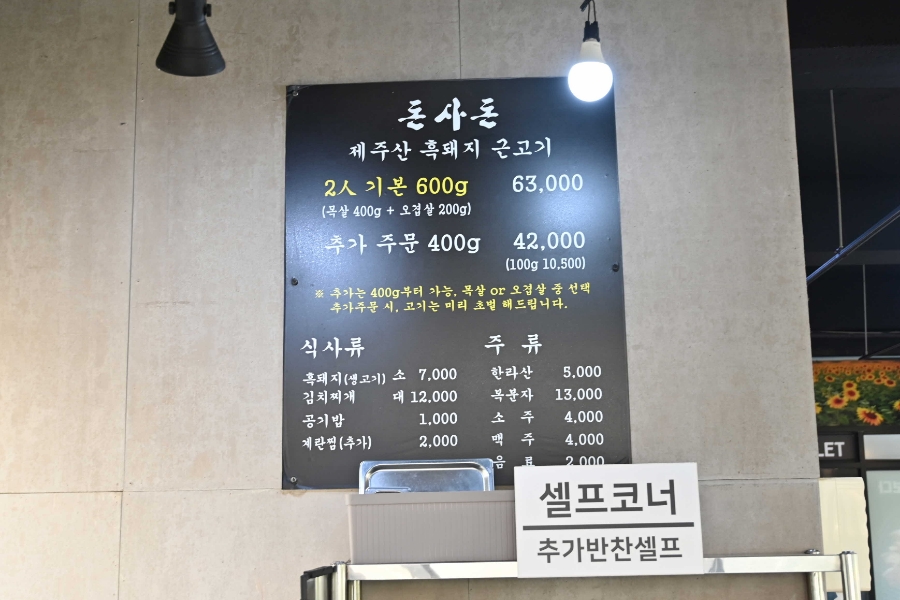 돈사돈
제주산 흑돼지 근고기
2人 기본 600g 63,000
(목살 400g + 오겹살 200g)
추가 주문 400g 42,000
(100g 10,500)
※ 추가는 400g부터 가능, 목살 or 오겹살 중 선택
추가주문 시, 고기는 미리 초벌 해드립니다.
식사류
흑돼지(생고기) 소 7,000
김치찌개 대 12,000
공기밥 1,000
계란찜(추가) 2,000
주 류
한라산 5,000
복분자 13,000
소 주 4,000
맥 주 4,000
음 료 2,000
셀프코너
추가반찬셀프
LET